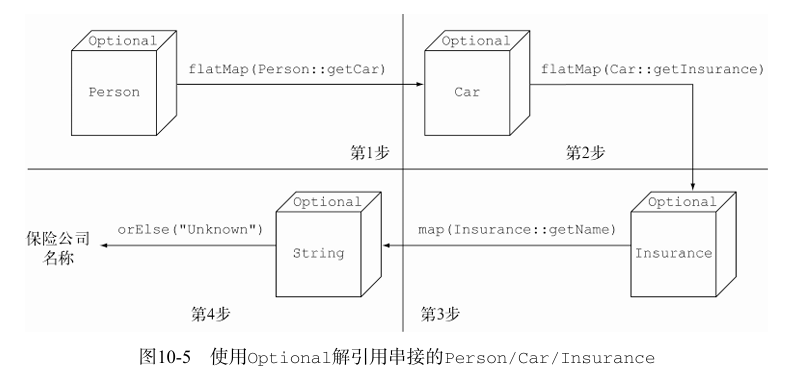 Optional
Person
flatMap(Person::getCar)
第1步
Optional
Car
flatMap(Car::getInsurance)
第2步
Optional
Insurance
map(Insurance::getName)
第3步
Optional
String
orElse("Unknown")
第4步
保险公司
名称
图10-5 使用Optional解引用串接的Person/Car/Insurance